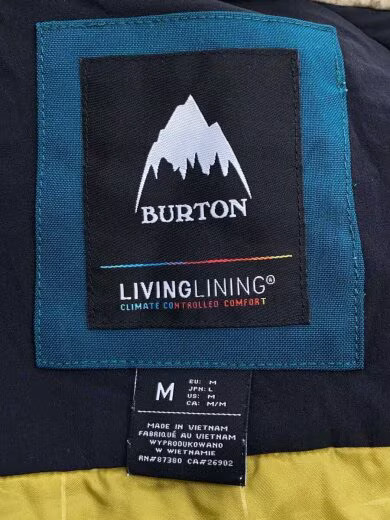 BURTON
LIVINGLINING®
CLIMATE CONTROLLED COMFORT
M
EU: M
JPN: L
US: M
CA: M/M
MADE IN VIETNAM
FABRIQUÉ AU VIETNAM
WYPRODUKOWANO
W WIETNAMIE
RN#87380 CA#26902